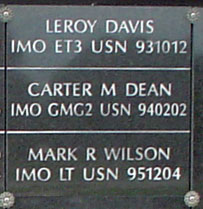 LEROY DAVIS
IMO ET3 USN 931012
CARTER M DEAN
IMO GMG2 USN 940202
MARK R WILSON
IMO LT USN 951204